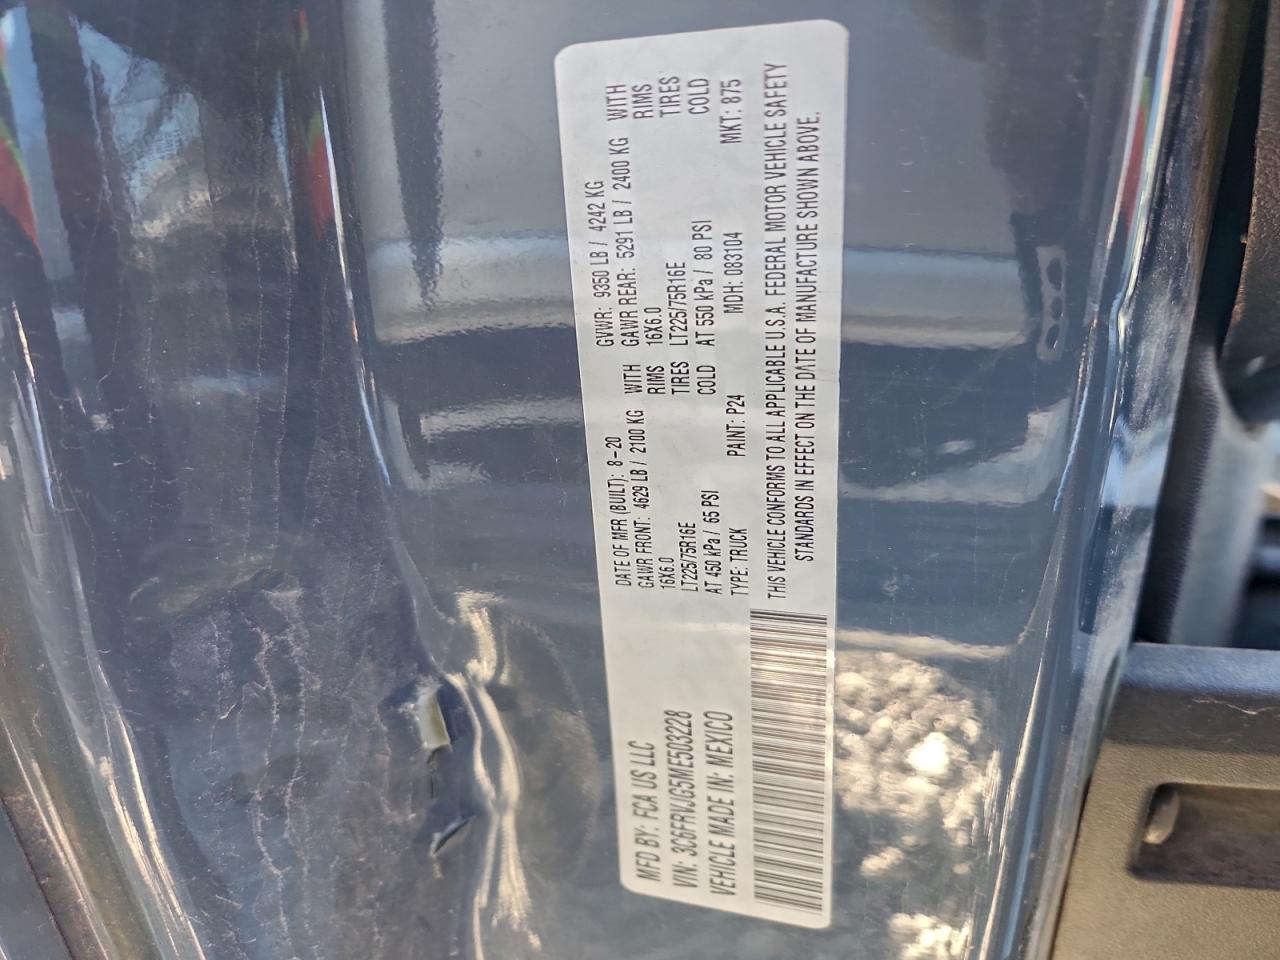 MFD BY: FCA US LLC
DATE OF MFR (BUILT): 8-20
GVWR: 9350 LB / 4242 KG
GAWR FRONT: 4629 LB / 2100 KG WITH
GAWR REAR: 5291 LB / 2400 KG WITH
16X6.0 RIMS
16X6.0 RIMS
LT225/75R16E TIRES
LT225/75R16E TIRES
AT 450 kPa / 65 PSI COLD
AT 550 kPa / 80 PSI COLD
VIN: 3C6FRVJG5ME503228
TYPE: TRUCK PAINT: P24 MDH: 083104 MKT: 875
VEHICLE MADE IN: MEXICO
THIS VEHICLE CONFORMS TO ALL APPLICABLE U.S.A. FEDERAL MOTOR VEHICLE SAFETY
STANDARDS IN EFFECT ON THE DATE OF MANUFACTURE SHOWN ABOVE.